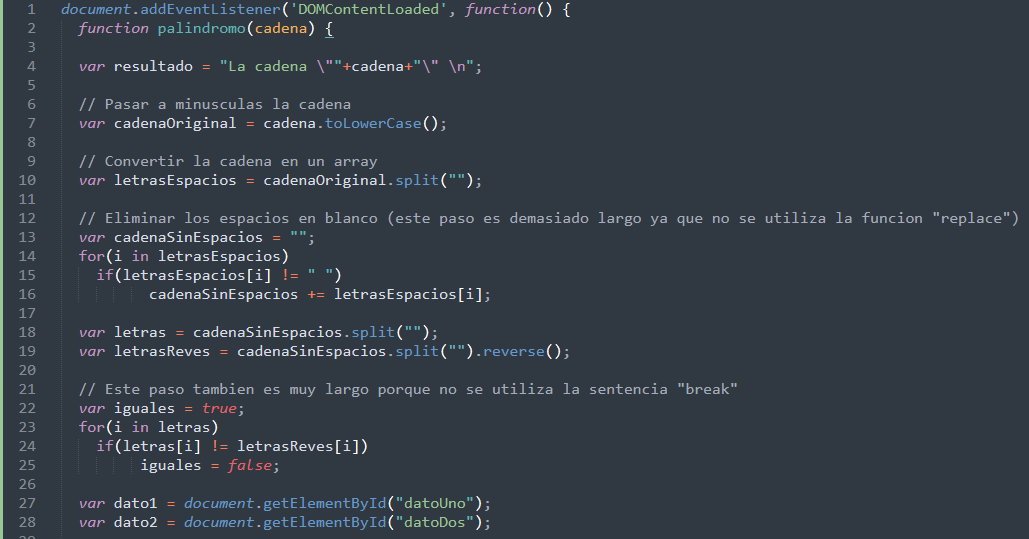 1 document.addEventListener('DOMContentLoaded', function() {
2 function palindromo(cadena) {
3
4 var resultado = "La cadena \""+cadena+"\" \n";
5
6 // Pasar a minusculas la cadena
7 var cadenaOriginal = cadena.toLowerCase();
8
9 // Convertir la cadena en un array
10 var letrasEspacios = cadenaOriginal.split("");
11
12 // Eliminar los espacios en blanco (este paso es demasiado largo ya que no se utiliza la funcion "replace")
13 var cadenaSinEspacios = "";
14 for(i in letrasEspacios)
15 if(letrasEspacios[i] != " ")
16 cadenaSinEspacios += letrasEspacios[i];
17
18 var letras = cadenaSinEspacios.split("");
19 var letrasReves = cadenaSinEspacios.split("").reverse();
20
21 // Este paso tambien es muy largo porque no se utiliza la sentencia "break"
22 var iguales = true;
23 for(i in letras)
24 if(letras[i] != letrasReves[i])
25 iguales = false;
26
27 var dato1 = document.getElementById("datoUno");
28 var dato2 = document.getElementById("datoDos");